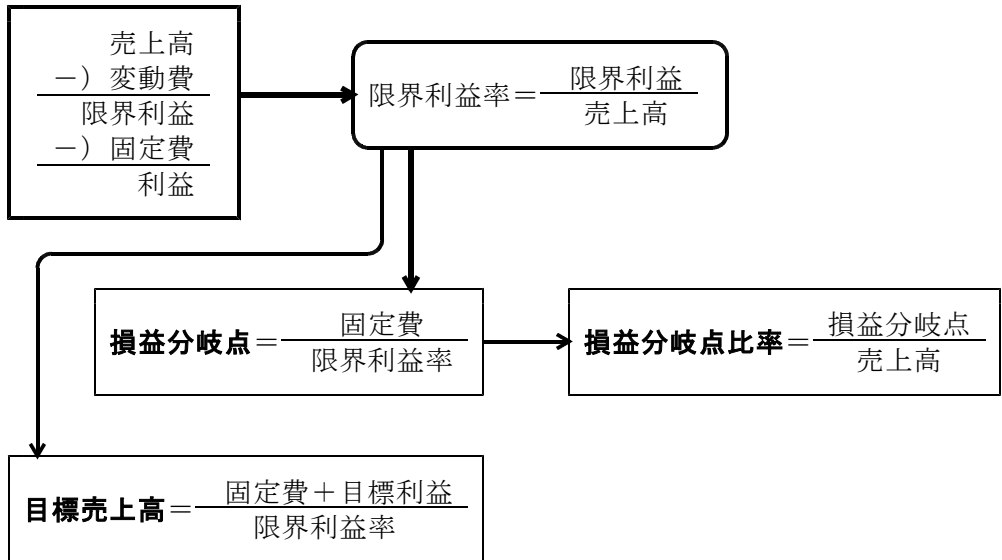 売上高
－）変動費
限界利益
－）固定費
利益
限界利益率＝限界利益
売上高
損益分岐点＝固定費
限界利益率
損益分岐点比率＝損益分岐点
売上高
目標売上高＝固定費＋目標利益
限界利益率